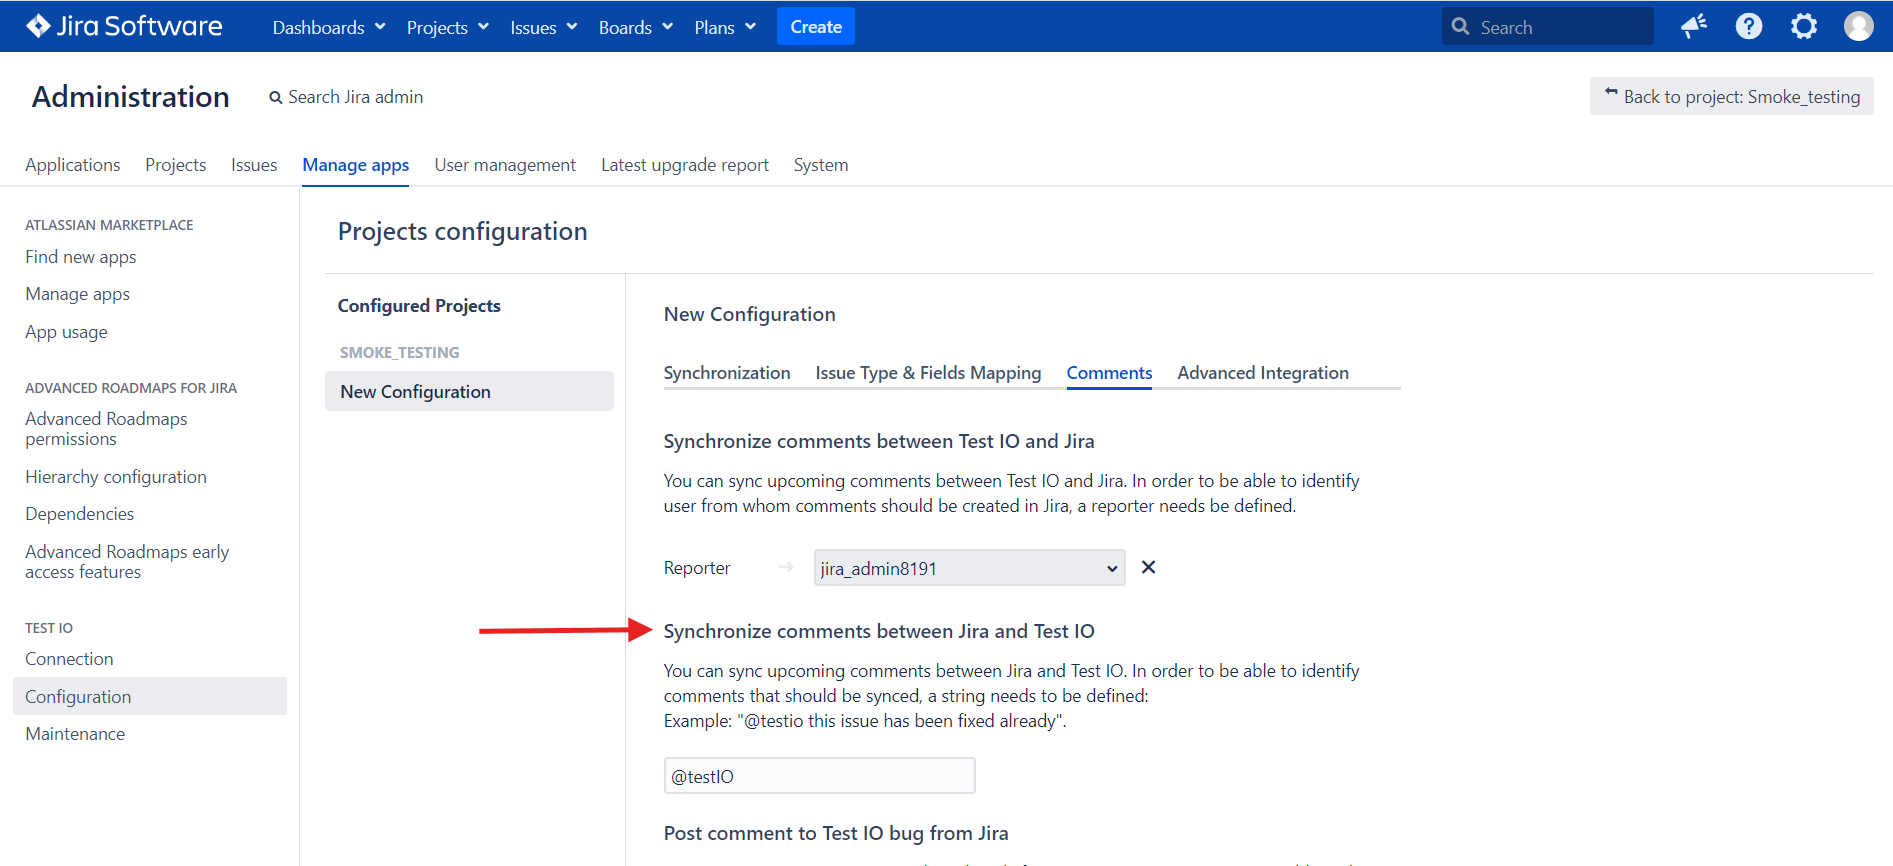 Jira Software Dashboards Projects Issues Boards Plans Create Search
Administration Search Jira admin Back to project: Smoke_testing
Applications Projects Issues Manage apps User management Latest upgrade report System
ATLASSIAN MARKETPLACE
Find new apps
Manage apps
App usage
ADVANCED ROADMAPS FOR JIRA
Advanced Roadmaps
permissions
Hierarchy configuration
Dependencies
Advanced Roadmaps early
access features
TEST IO
Connection
Configuration
Maintenance
Projects configuration
Configured Projects
SMOKE_TESTING
New Configuration
New Configuration
Synchronization Issue Type & Fields Mapping Comments Advanced Integration
Synchronize comments between Test IO and Jira
You can sync upcoming comments between Test IO and Jira. In order to be able to identify
user from whom comments should be created in Jira, a reporter needs be defined.
Reporter → jira_admin8191
Synchronize comments between Jira and Test IO
You can sync upcoming comments between Jira and Test IO. In order to be able to identify
comments that should be synced, a string needs to be defined:
Example: "@testio this issue has been fixed already".
@testIO
Post comment to Test IO bug from Jira